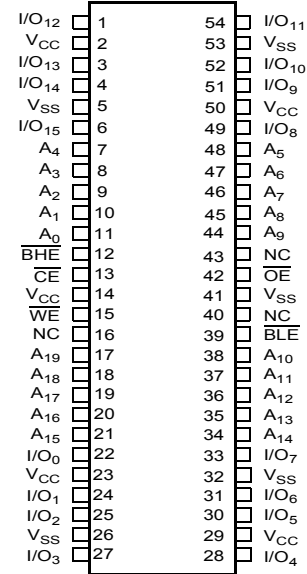 I/O12 1 54 I/O11
VCC 2 53 VSS
I/O13 3 52 I/O10
I/O14 4 51 I/O9
VSS 5 50 VCC
I/O15 6 49 I/O8
A4 7 48 A5
A3 8 47 A6
A2 9 46 A7
A1 10 45 A8
A0 11 44 A9
BHE 12 43 NC
CE 13 42 OE
VCC 14 41 VSS
WE 15 40 NC
NC 16 39 BLE
A19 17 38 A10
A18 18 37 A11
A17 19 36 A12
A16 20 35 A13
A15 21 34 A14
I/O0 22 33 I/O7
VCC 23 32 VSS
I/O1 24 31 I/O6
I/O2 25 30 I/O5
VSS 26 29 VCC
I/O3 27 28 I/O4